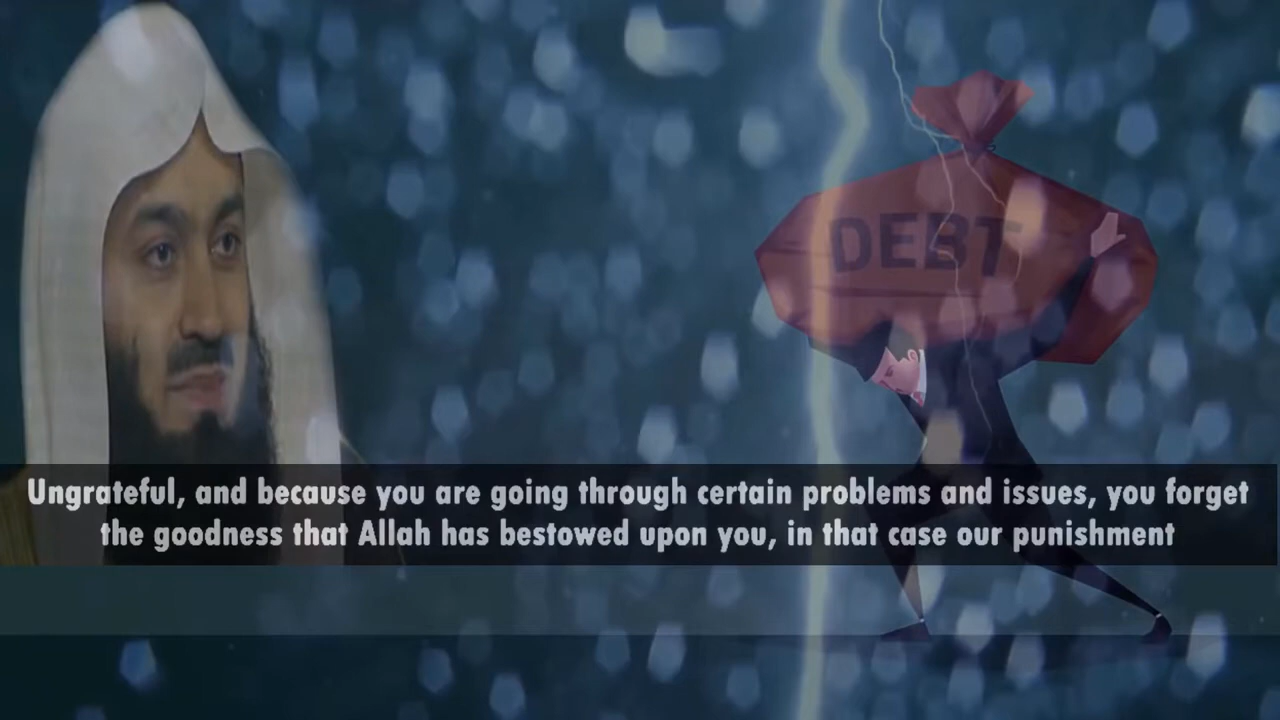 DEBT
Ungrateful, and because you are going through certain problems and issues, you forget
the goodness that Allah has bestowed upon you, in that case our punishment